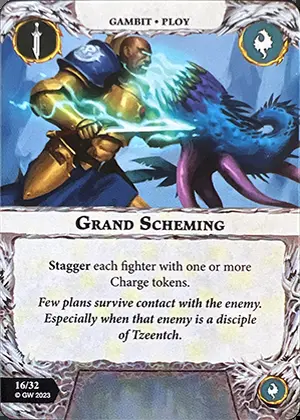 GAMBIT • PLOY
GRAND SCHEMING
Stagger each fighter with one or more
Charge tokens.
Few plans survive contact with the enemy.
Especially when that enemy is a disciple
of Tzeentch.
16/32
© GW 2023